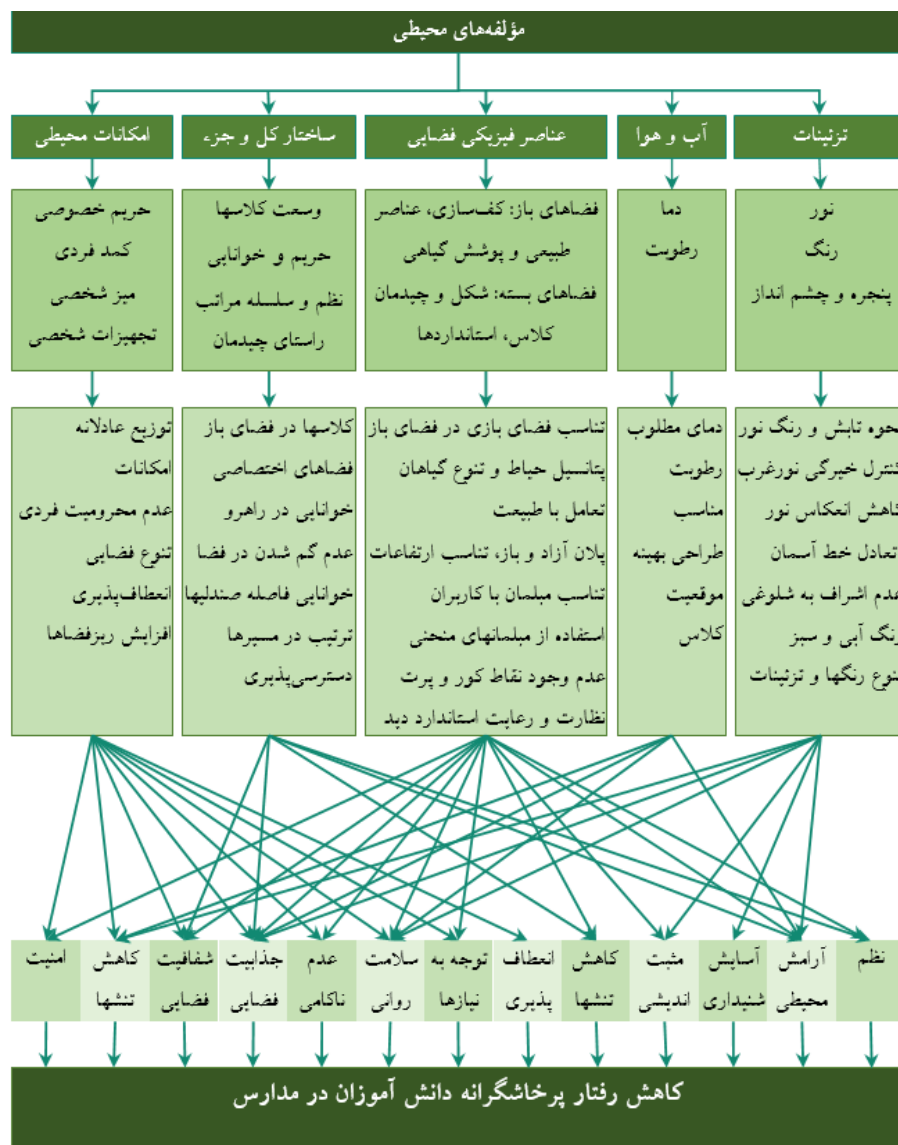 مؤلفه‌های محیطی
تزئینات
آب و هوا
عناصر فیزیکی فضایی
ساختار کل و جزء
امکانات محیطی
نور
رنگ
پنجره و چشم انداز
دما
رطوبت
فضاهای باز: کف‌سازی، عناصر
طبیعی و پوشش گیاهی
فضاهای بسته: شکل و چیدمان
کلاس، استانداردها
وسعت کلاسها
حریم و خوانایی
نظم و سلسله مراتب
راستای چیدمان
حریم خصوصی
کمد فردی
میز شخصی
تجهیزات شخصی
نحوه تابش و رنگ نور
کنترل خیرگی نورغرب
کاهش انعکاس نور
تعادل خط آسمان
عدم اشراف به شلوغی
رنگ آبی و سبز
تنوع رنگها و تزئینات
دمای مطلوب
رطوبت
مناسب
طراحی بهینه
موقعیت
کلاس
تناسب فضای بازی در فضای باز
پتانسیل حیاط و تنوع گیاهان
تعامل با طبیعت
پلان آزاد و باز، تناسب ارتفاعات
تناسب مبلمان با کاربران
استفاده از مبلمانهای منحنی
عدم وجود نقاط کور و پرت
نظارت و رعایت استاندارد دید
کلاسها در فضای باز
فضاهای اختصاصی
خوانایی در راهرو
عدم گم شدن در فضا
خوانایی فاصله صندلیها
ترتیب در مسیرها
دسترسی‌پذیری
توزیع عادلانه
امکانات
عدم محرومیت فردی
تنوع فضایی
انعطاف‌پذیری
افزایش ریزفضاها
نظم
آرامش
محیطی
آسایش
شنیداری
مثبت
اندیشی
کاهش
تنشها
انعطاف
پذیری
توجه به
نیازها
سلامت
روانی
عدم
ناکامی
جذابیت
فضایی
شفافیت
فضایی
کاهش
تنشها
امنیت
کاهش رفتار پرخاشگرانه دانش آموزان در مدارس